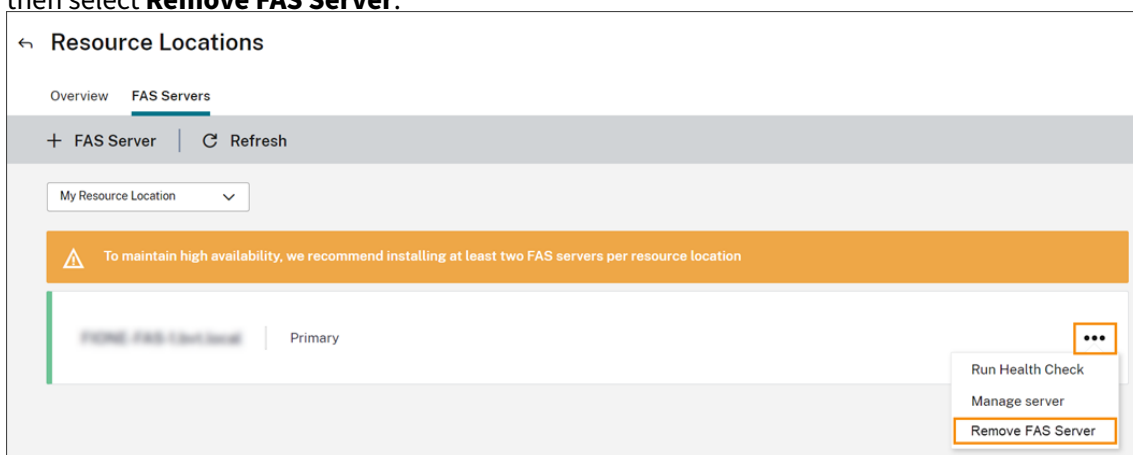 then select Remove FAS Server.
Resource Locations
Overview FAS Servers
+ FAS Server Refresh
My Resource Location
To maintain high availability, we recommend installing at least two FAS servers per resource location
Primary
Run Health Check
Manage server
Remove FAS Server